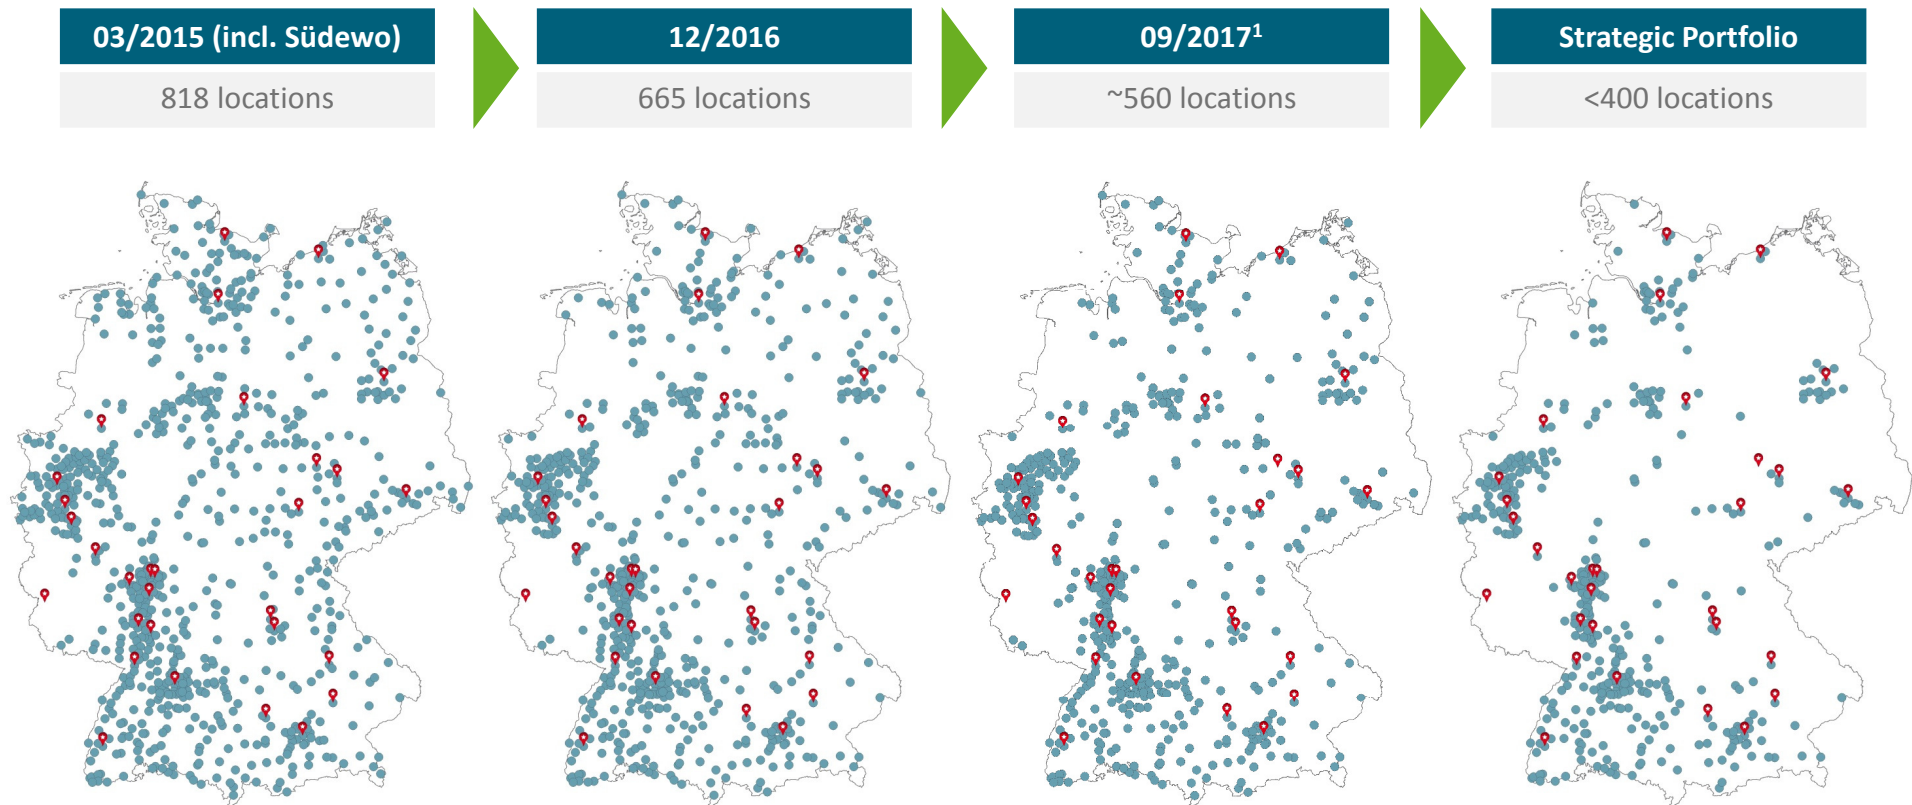 03/2015 (incl. Südewo)
818 locations
12/2016
665 locations
09/2017¹
~560 locations
Strategic Portfolio
<400 locations